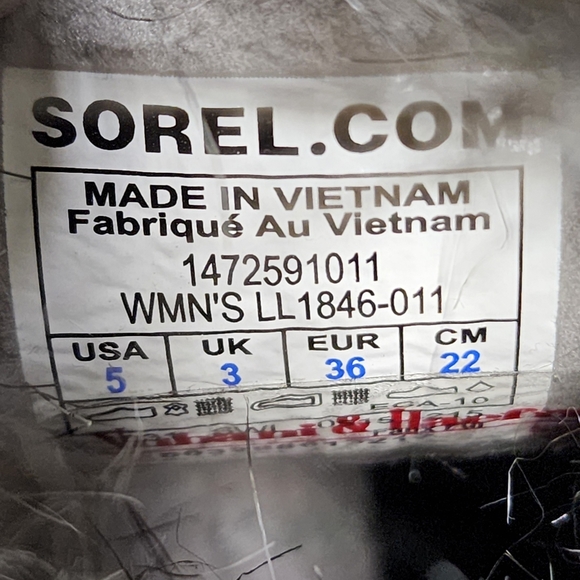 SOREL.COM
MADE IN VIETNAM
Fabriqué Au Vietnam
1472591011
WMN'S LL1846-011
USA UK EUR CM
5 3 36 22